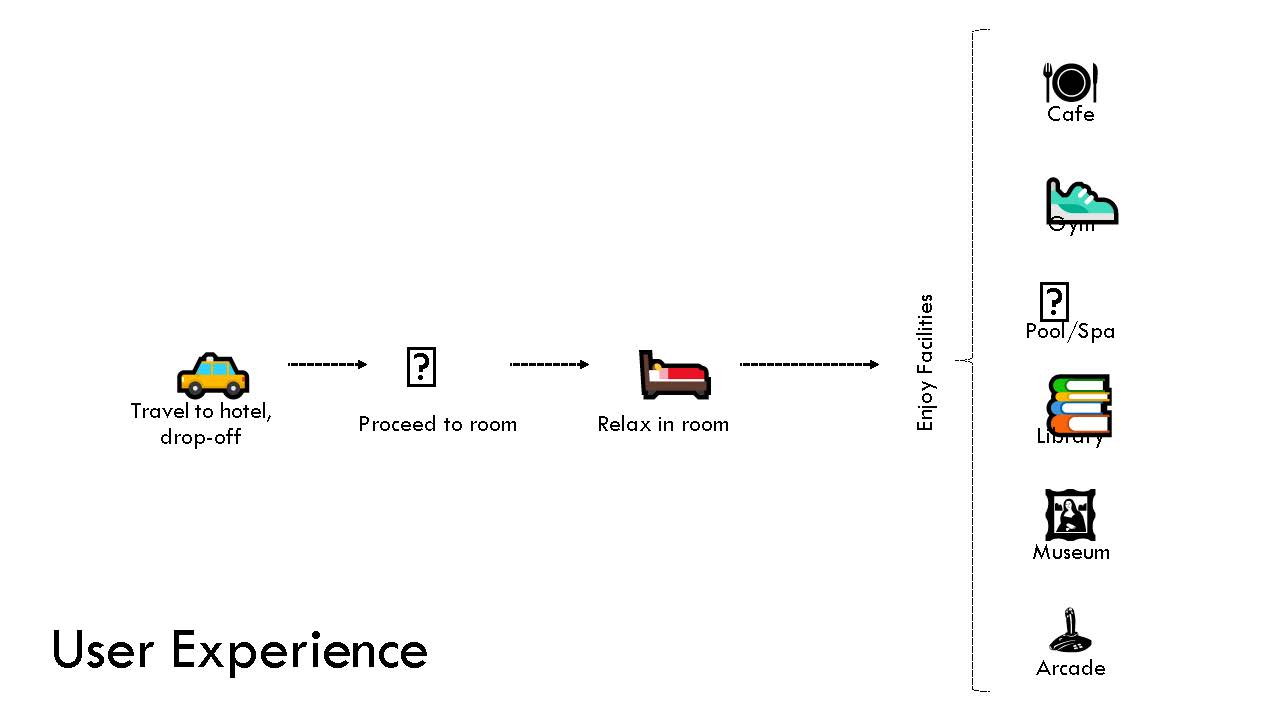 Cafe
Gym
Pool/Spa
Enjoy Facilities
Travel to hotel,
drop-off
Proceed to room
Relax in room
Library
Museum
User Experience
Arcade